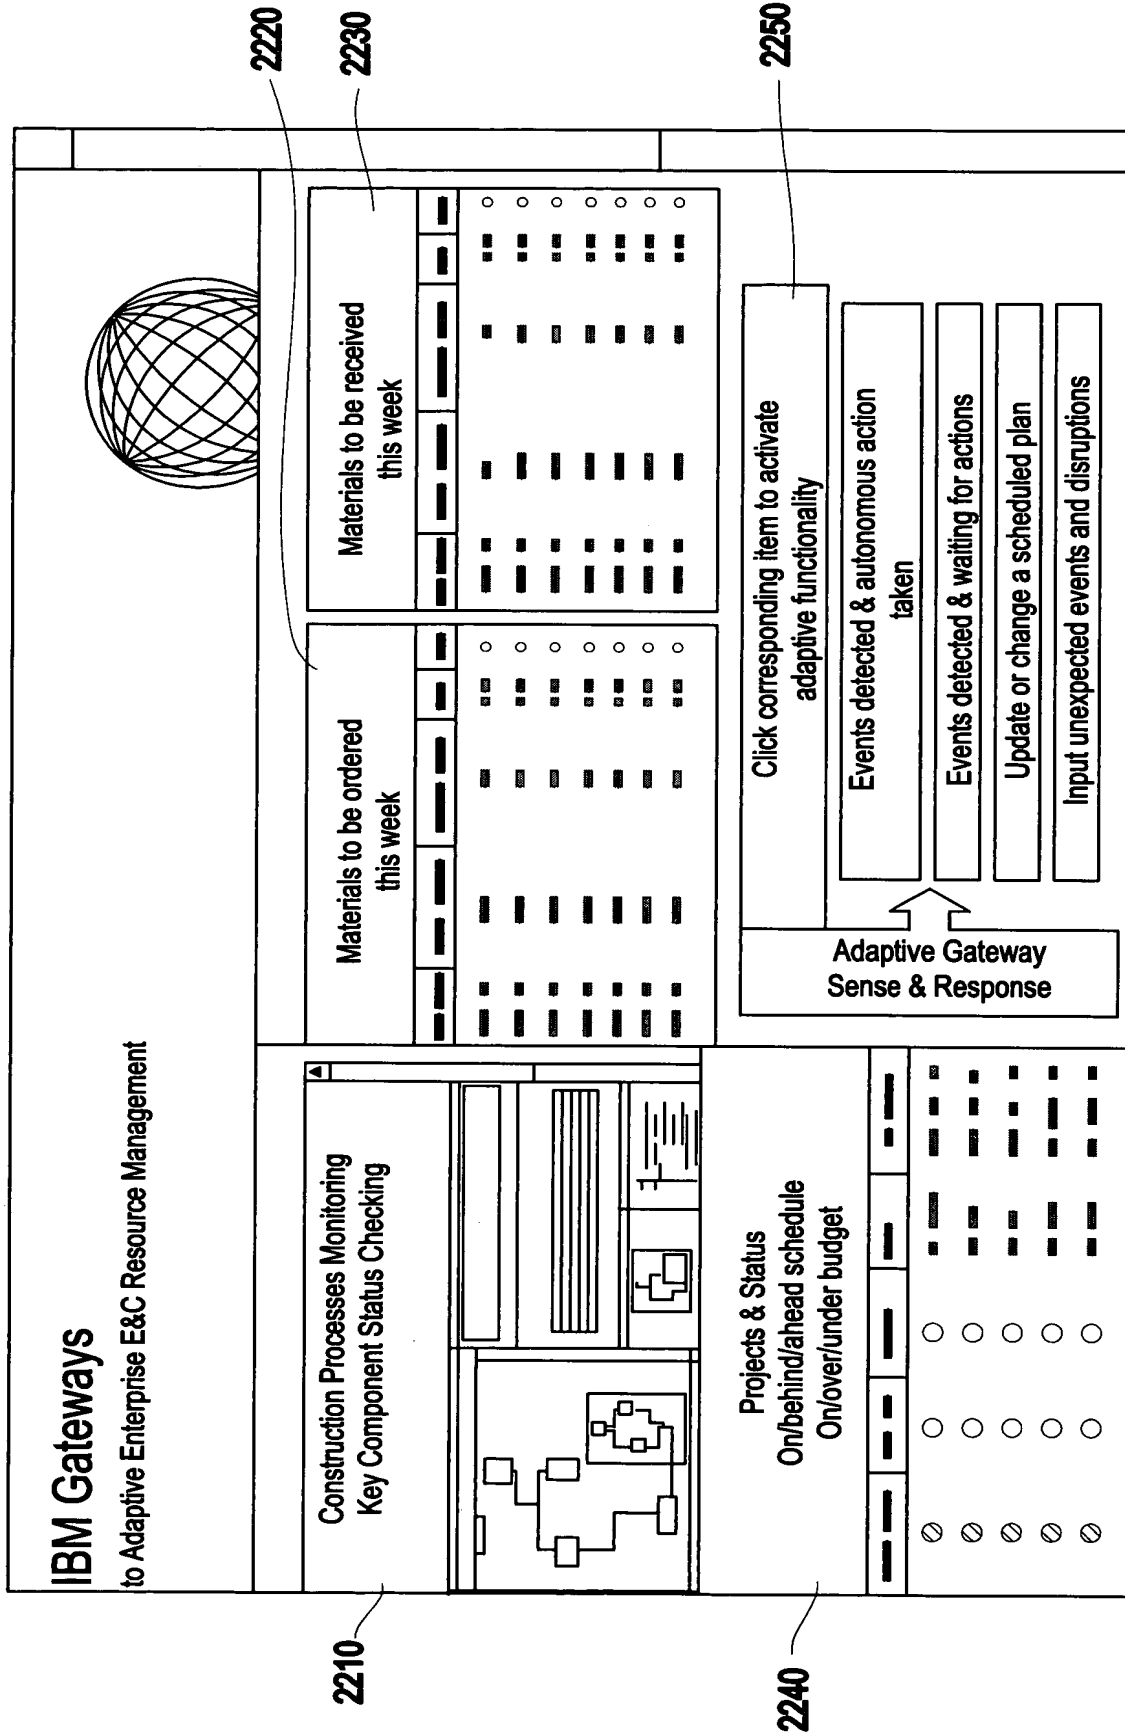 IBM Gateways
to Adaptive Enterprise E&C Resource Management
2210
Construction Processes Monitoring
Key Component Status Checking
2220
Materials to be ordered
this week
2230
Materials to be received
this week
2240
Projects & Status
On/behind/ahead schedule
On/over/under budget
2250
Click corresponding item to activate
adaptive functionality
Adaptive Gateway
Sense & Response
Events detected & autonomous action
taken
Events detected & waiting for actions
Update or change a scheduled plan
Input unexpected events and disruptions